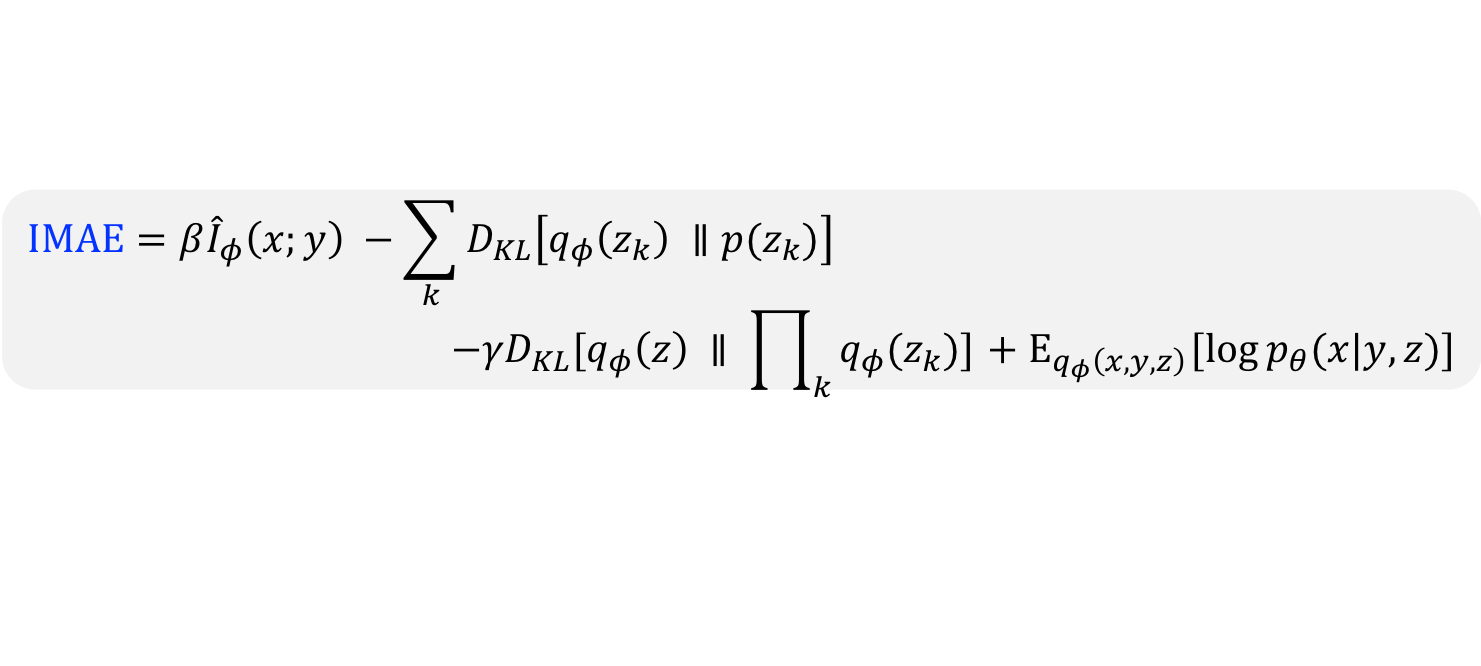 IMAE = βÎ_ϕ(x; y) − ∑_k D_KL[q_ϕ(z_k) ∥ p(z_k)]
−γD_KL[q_ϕ(z) ∥ ∏_k q_ϕ(z_k)] + E_{q_ϕ(x,y,z)}[log p_θ(x|y, z)]